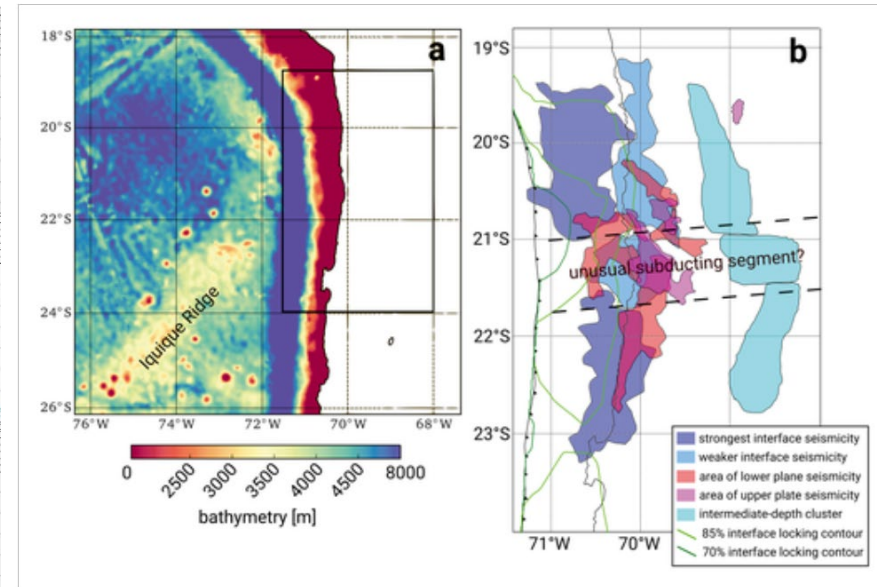 a
18°S
20°S
22°S
24°S
26°S
76°W 74°W 72°W 70°W 68°W
Iquique Ridge
0 2500 3000 3500 4000 4500 8000
bathymetry [m]
b
19°S
20°S
21°S
22°S
23°S
71°W 70°W
unusual subducting segment?
strongest interface seismicity
weaker interface seismicity
area of lower plane seismicity
area of upper plate seismicity
intermediate-depth cluster
85% interface locking contour
70% interface locking contour